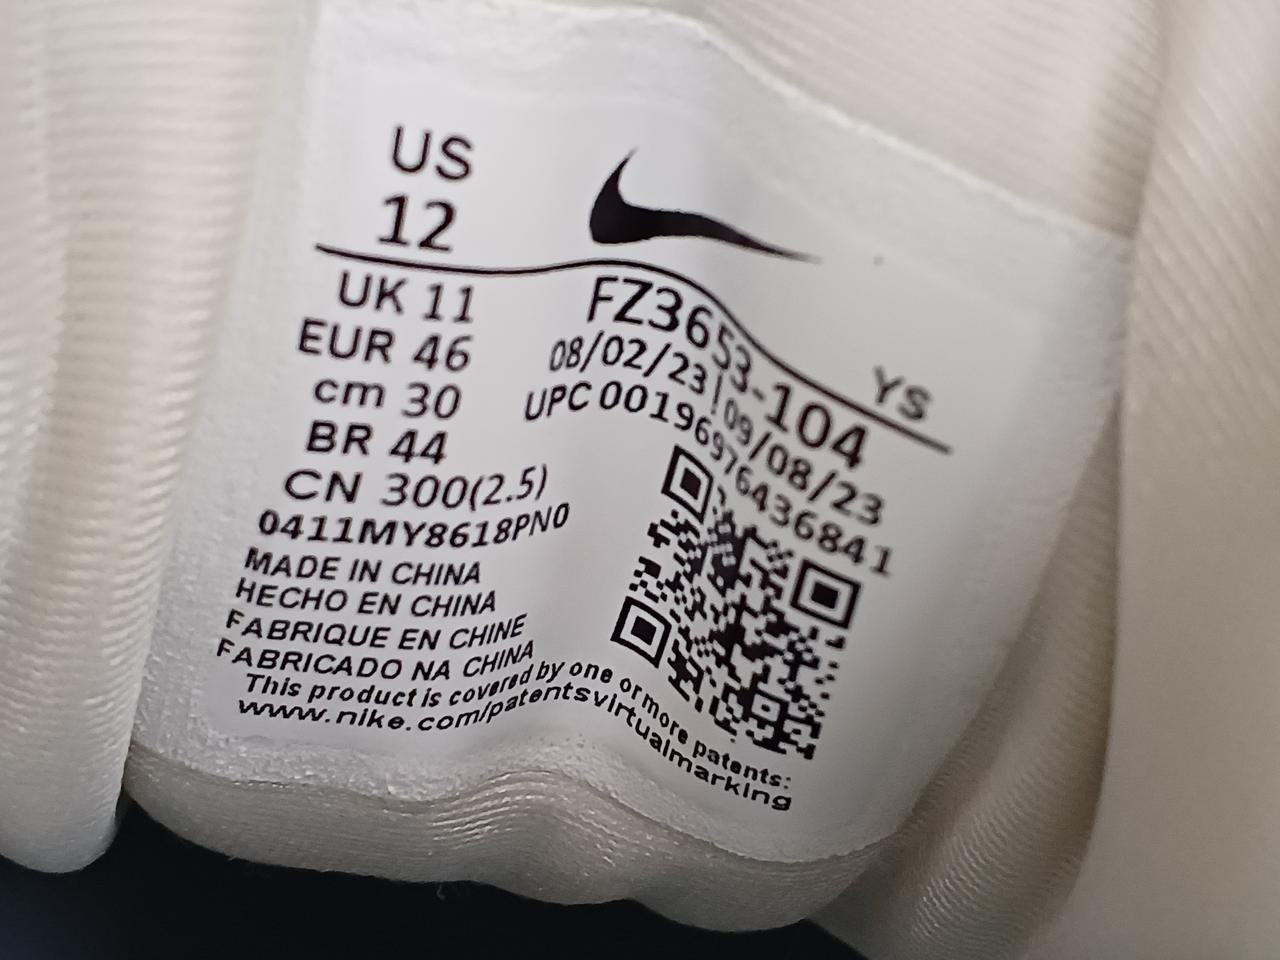 US
12
UK 11
EUR 46
cm 30
BR 44
CN 300(2.5)
0411MY8618PN0
YS
FZ3653-104
08/02/23|09/08/23
UPC 00196976436841
MADE IN CHINA
HECHO EN CHINA
FABRIQUE EN CHINE
FABRICADO NA CHINA
This product is covered by one or more patents:
www.nike.com/patentsvirtualmarking